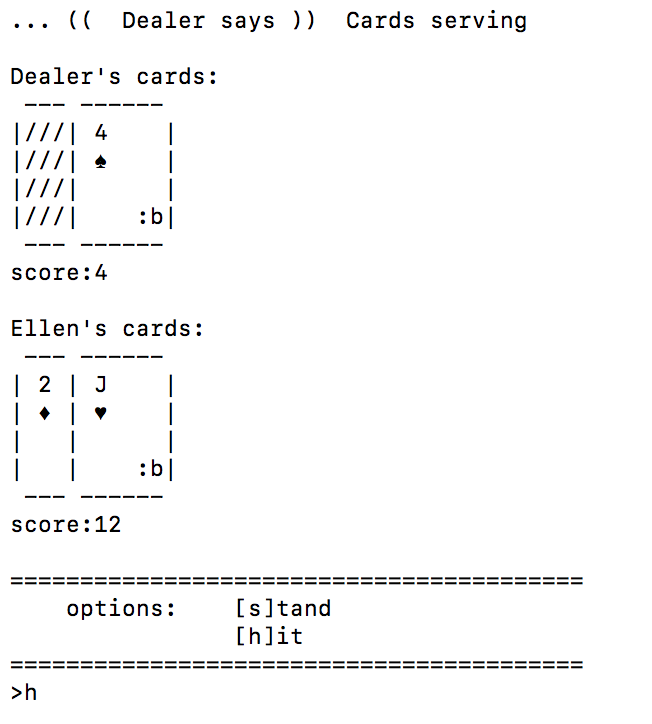 ... ((  Dealer says ))  Cards serving
Dealer's cards:
 --- ------
|///| 4    |
|///| ♠    |
|///|      |
|///|    :b|
 --- ------
score:4
Ellen's cards:
 --- ------
| 2 | J    |
| ♦ | ♥    |
|   |      |
|   |    :b|
 --- ------
score:12
=========================================
    options:    [s]tand
                [h]it
=========================================
>h